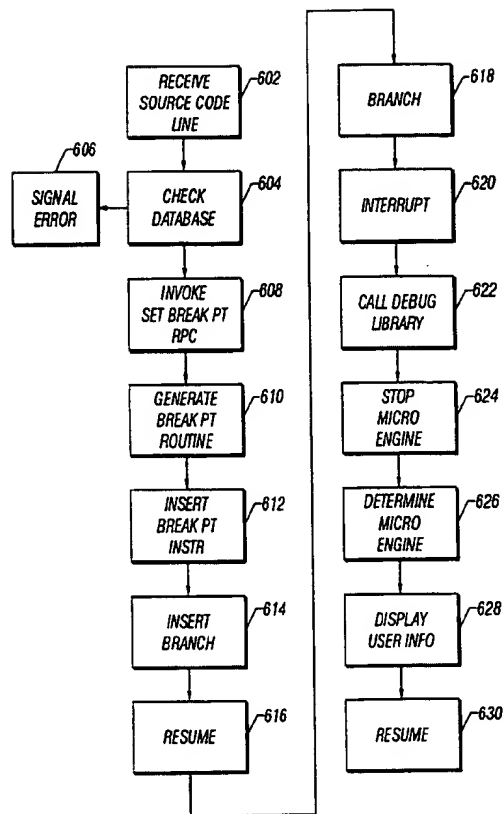 RECEIVE
SOURCE CODE
LINE
602
606
SIGNAL
ERROR
CHECK
DATABASE
604
INVOKE
SET BREAK PT
RPC
608
GENERATE
BREAK PT
ROUTINE
610
INSERT
BREAK PT
INSTR
612
INSERT
BRANCH
614
RESUME
616
BRANCH
618
INTERRUPT
620
CALL DEBUG
LIBRARY
622
STOP
MICRO
ENGINE
624
DETERMINE
MICRO
ENGINE
626
DISPLAY
USER INFO
628
RESUME
630